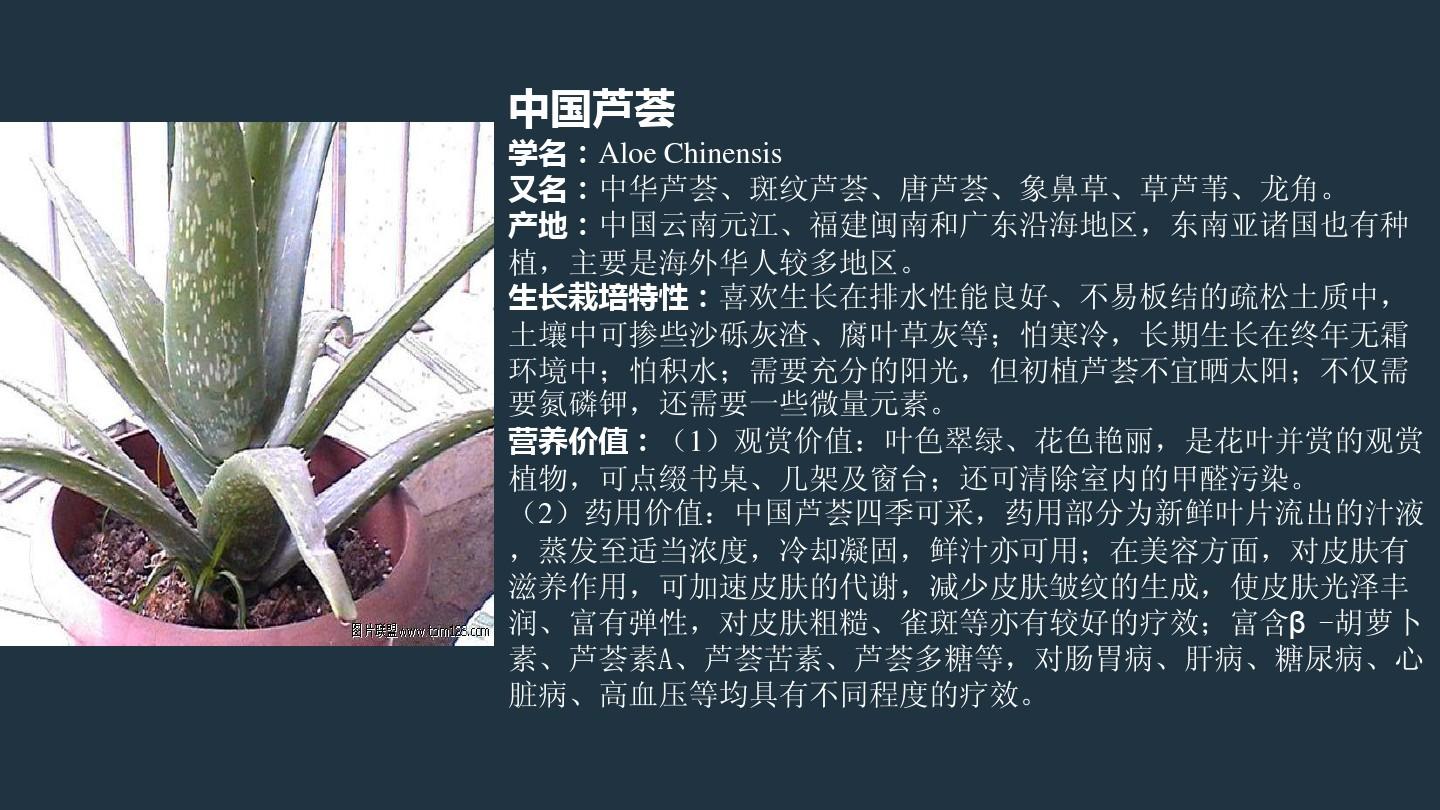 中国芦荟
学名：Aloe Chinensis
又名：中华芦荟、斑纹芦荟、唐芦荟、象鼻草、草芦苇、龙角。
产地：中国云南元江、福建闽南和广东沿海地区，东南亚诸国也有种
植，主要是海外华人较多地区。
生长栽培特性：喜欢生长在排水性能良好、不易板结的疏松土质中，
土壤中可掺些沙砾灰渣、腐叶草灰等；怕寒冷，长期生长在终年无霜
环境中；怕积水；需要充分的阳光，但初植芦荟不宜晒太阳；不仅需
要氮磷钾，还需要一些微量元素。
营养价值：（1）观赏价值：叶色翠绿、花色艳丽，是花叶并赏的观赏
植物，可点缀书桌、几架及窗台；还可清除室内的甲醛污染。
（2）药用价值：中国芦荟四季可采，药用部分为新鲜叶片流出的汁液
，蒸发至适当浓度，冷却凝固，鲜汁亦可用；在美容方面，对皮肤有
滋养作用，可加速皮肤的代谢，减少皮肤皱纹的生成，使皮肤光泽丰
润、富有弹性，对皮肤粗糙、雀斑等亦有较好的疗效；富含β -胡萝卜
素、芦荟素A、芦荟苦素、芦荟多糖等，对肠胃病、肝病、糖尿病、心
脏病、高血压等均具有不同程度的疗效。
图片联盟www.tom128.com